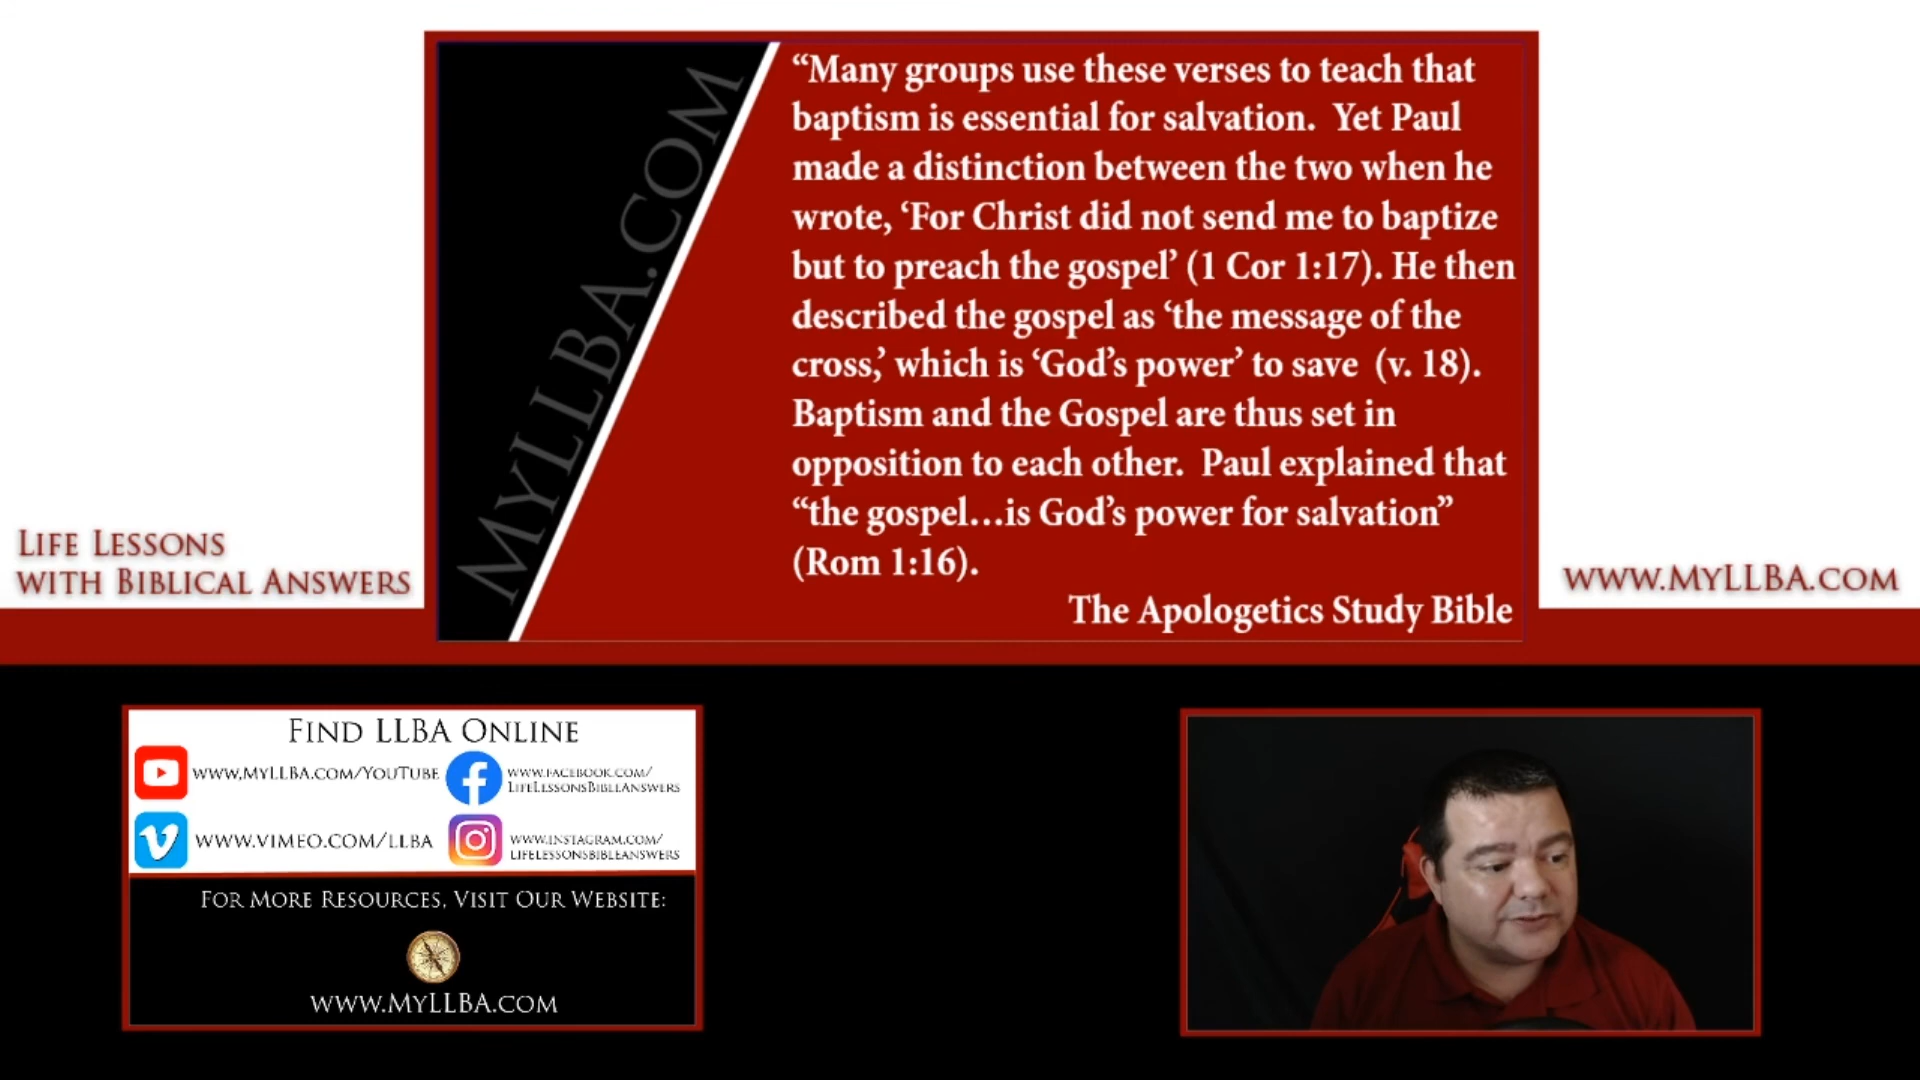 MYLLBA.COM
“Many groups use these verses to teach that
baptism is essential for salvation.  Yet Paul
made a distinction between the two when he
wrote, ‘For Christ did not send me to baptize
but to preach the gospel’ (1 Cor 1:17). He then
described the gospel as ‘the message of the
cross,’ which is ‘God’s power’ to save  (v. 18).
Baptism and the Gospel are thus set in
opposition to each other.  Paul explained that
“the gospel…is God’s power for salvation”
(Rom 1:16).
The Apologetics Study Bible
LIFE LESSONS
WITH BIBLICAL ANSWERS
WWW.MYLLBA.COM
FIND LLBA ONLINE
WWW.MYLLBA.COM/YOUTUBE
WWW.FACEBOOK.COM/
LIFELESSONSBIBLEANSWERS
WWW.VIMEO.COM/LLBA
WWW.INSTAGRAM.COM/
LIFELESSONSBIBLEANSWERS
FOR MORE RESOURCES, VISIT OUR WEBSITE:
WWW.MYLLBA.COM